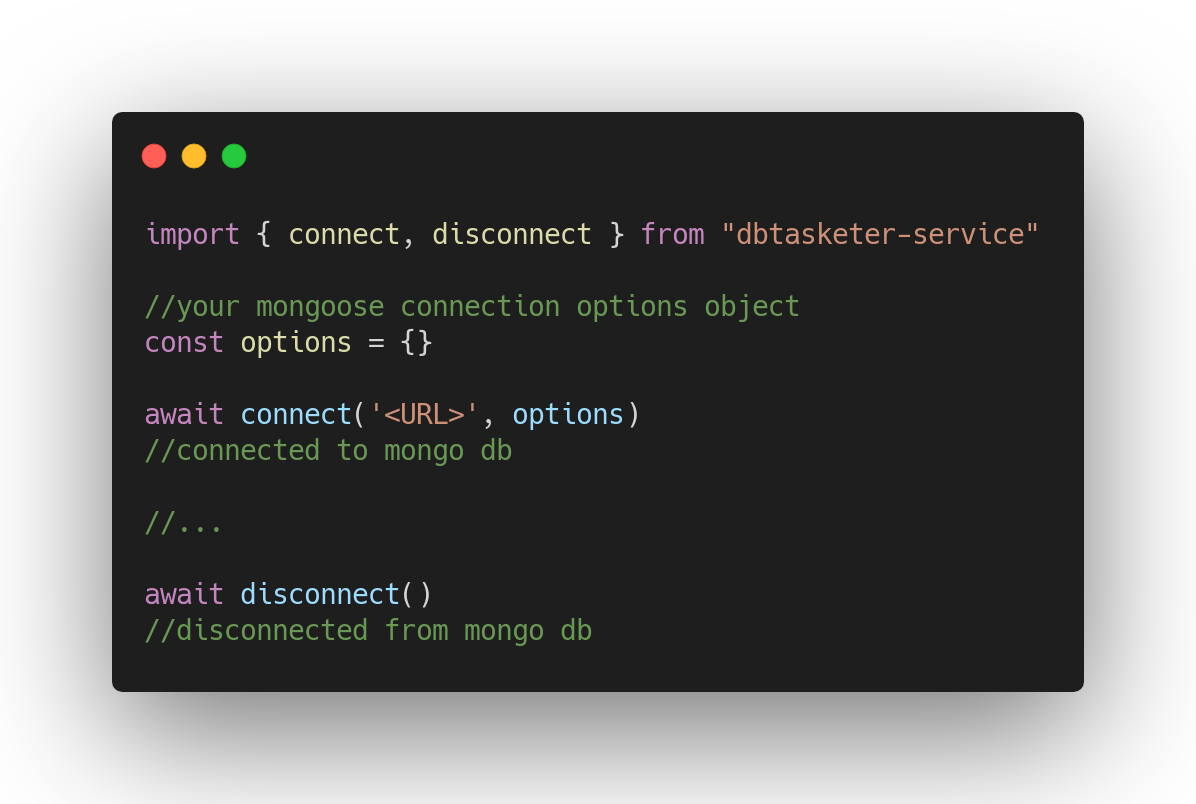 import { connect, disconnect } from "dbtasketer-service"
//your mongoose connection options object
const options = {}
await connect('<URL>', options)
//connected to mongo db
//...
await disconnect()
//disconnected from mongo db